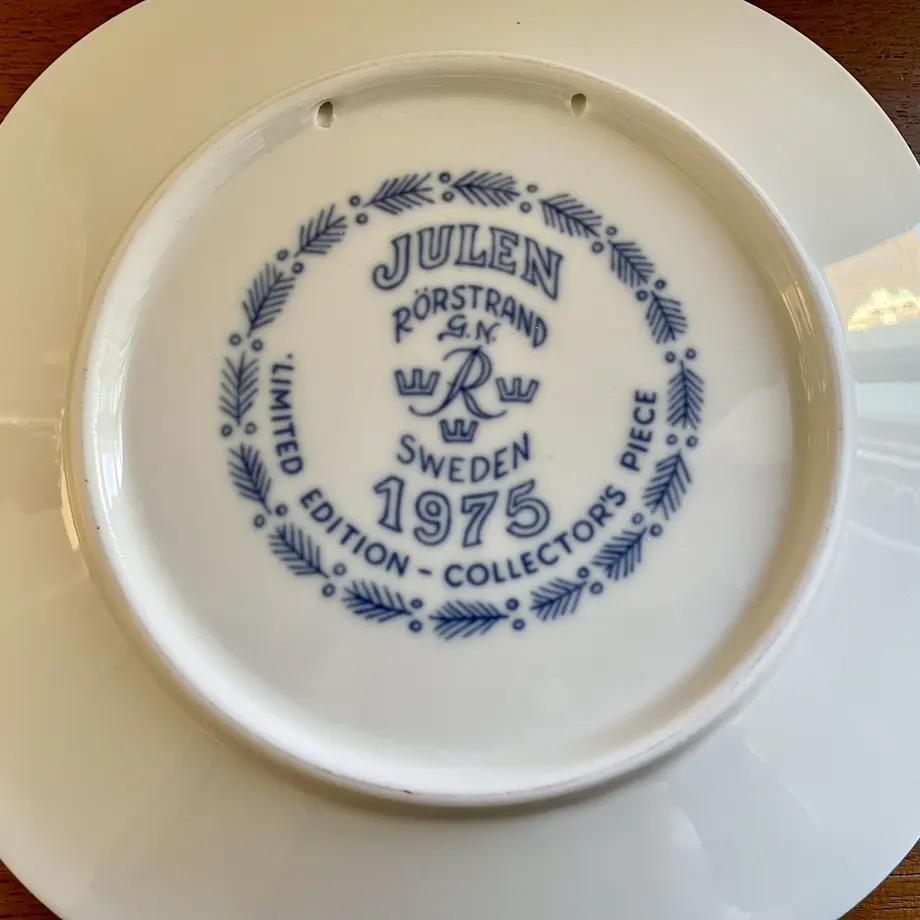 JULEN
RÖRSTRAND
G.N.
R
SWEDEN
1975
'LIMITED EDITION - COLLECTOR'S PIECE